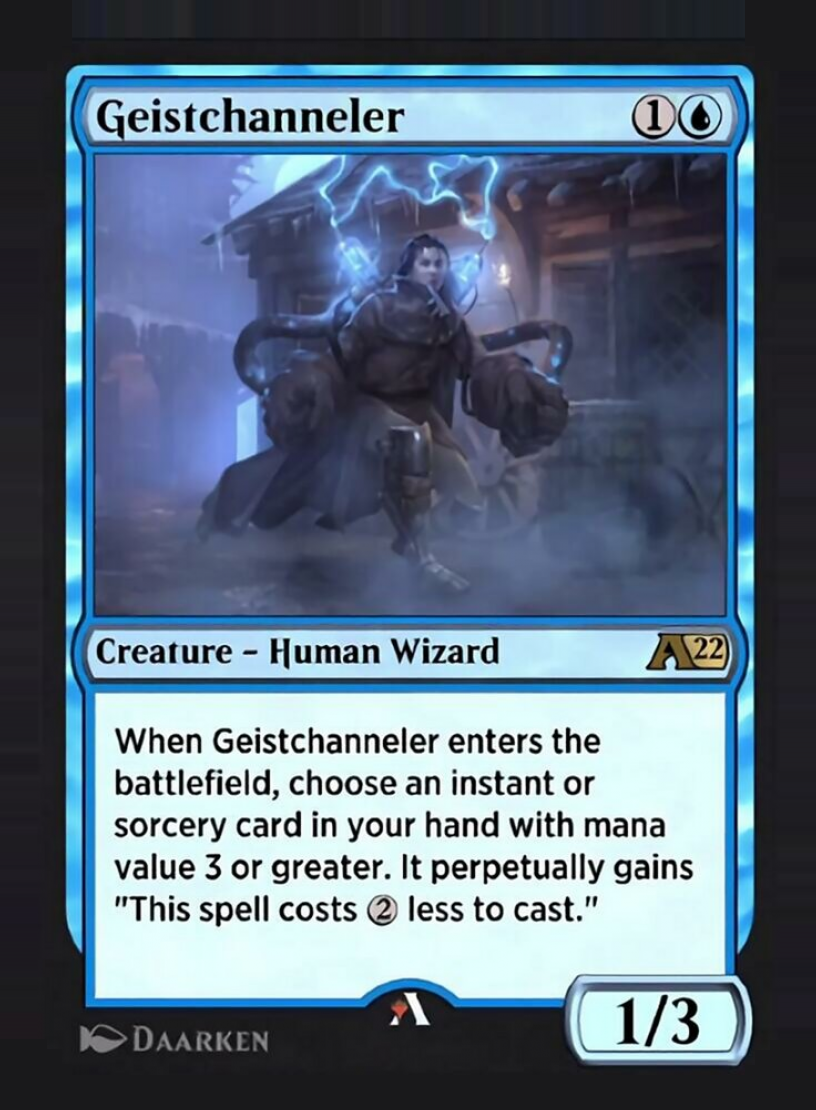 Geistchanneler 1
Creature – Human Wizard A22
When Geistchanneler enters the
battlefield, choose an instant or
sorcery card in your hand with mana
value 3 or greater. It perpetually gains
"This spell costs 2 less to cast."
1/3
DAARKEN